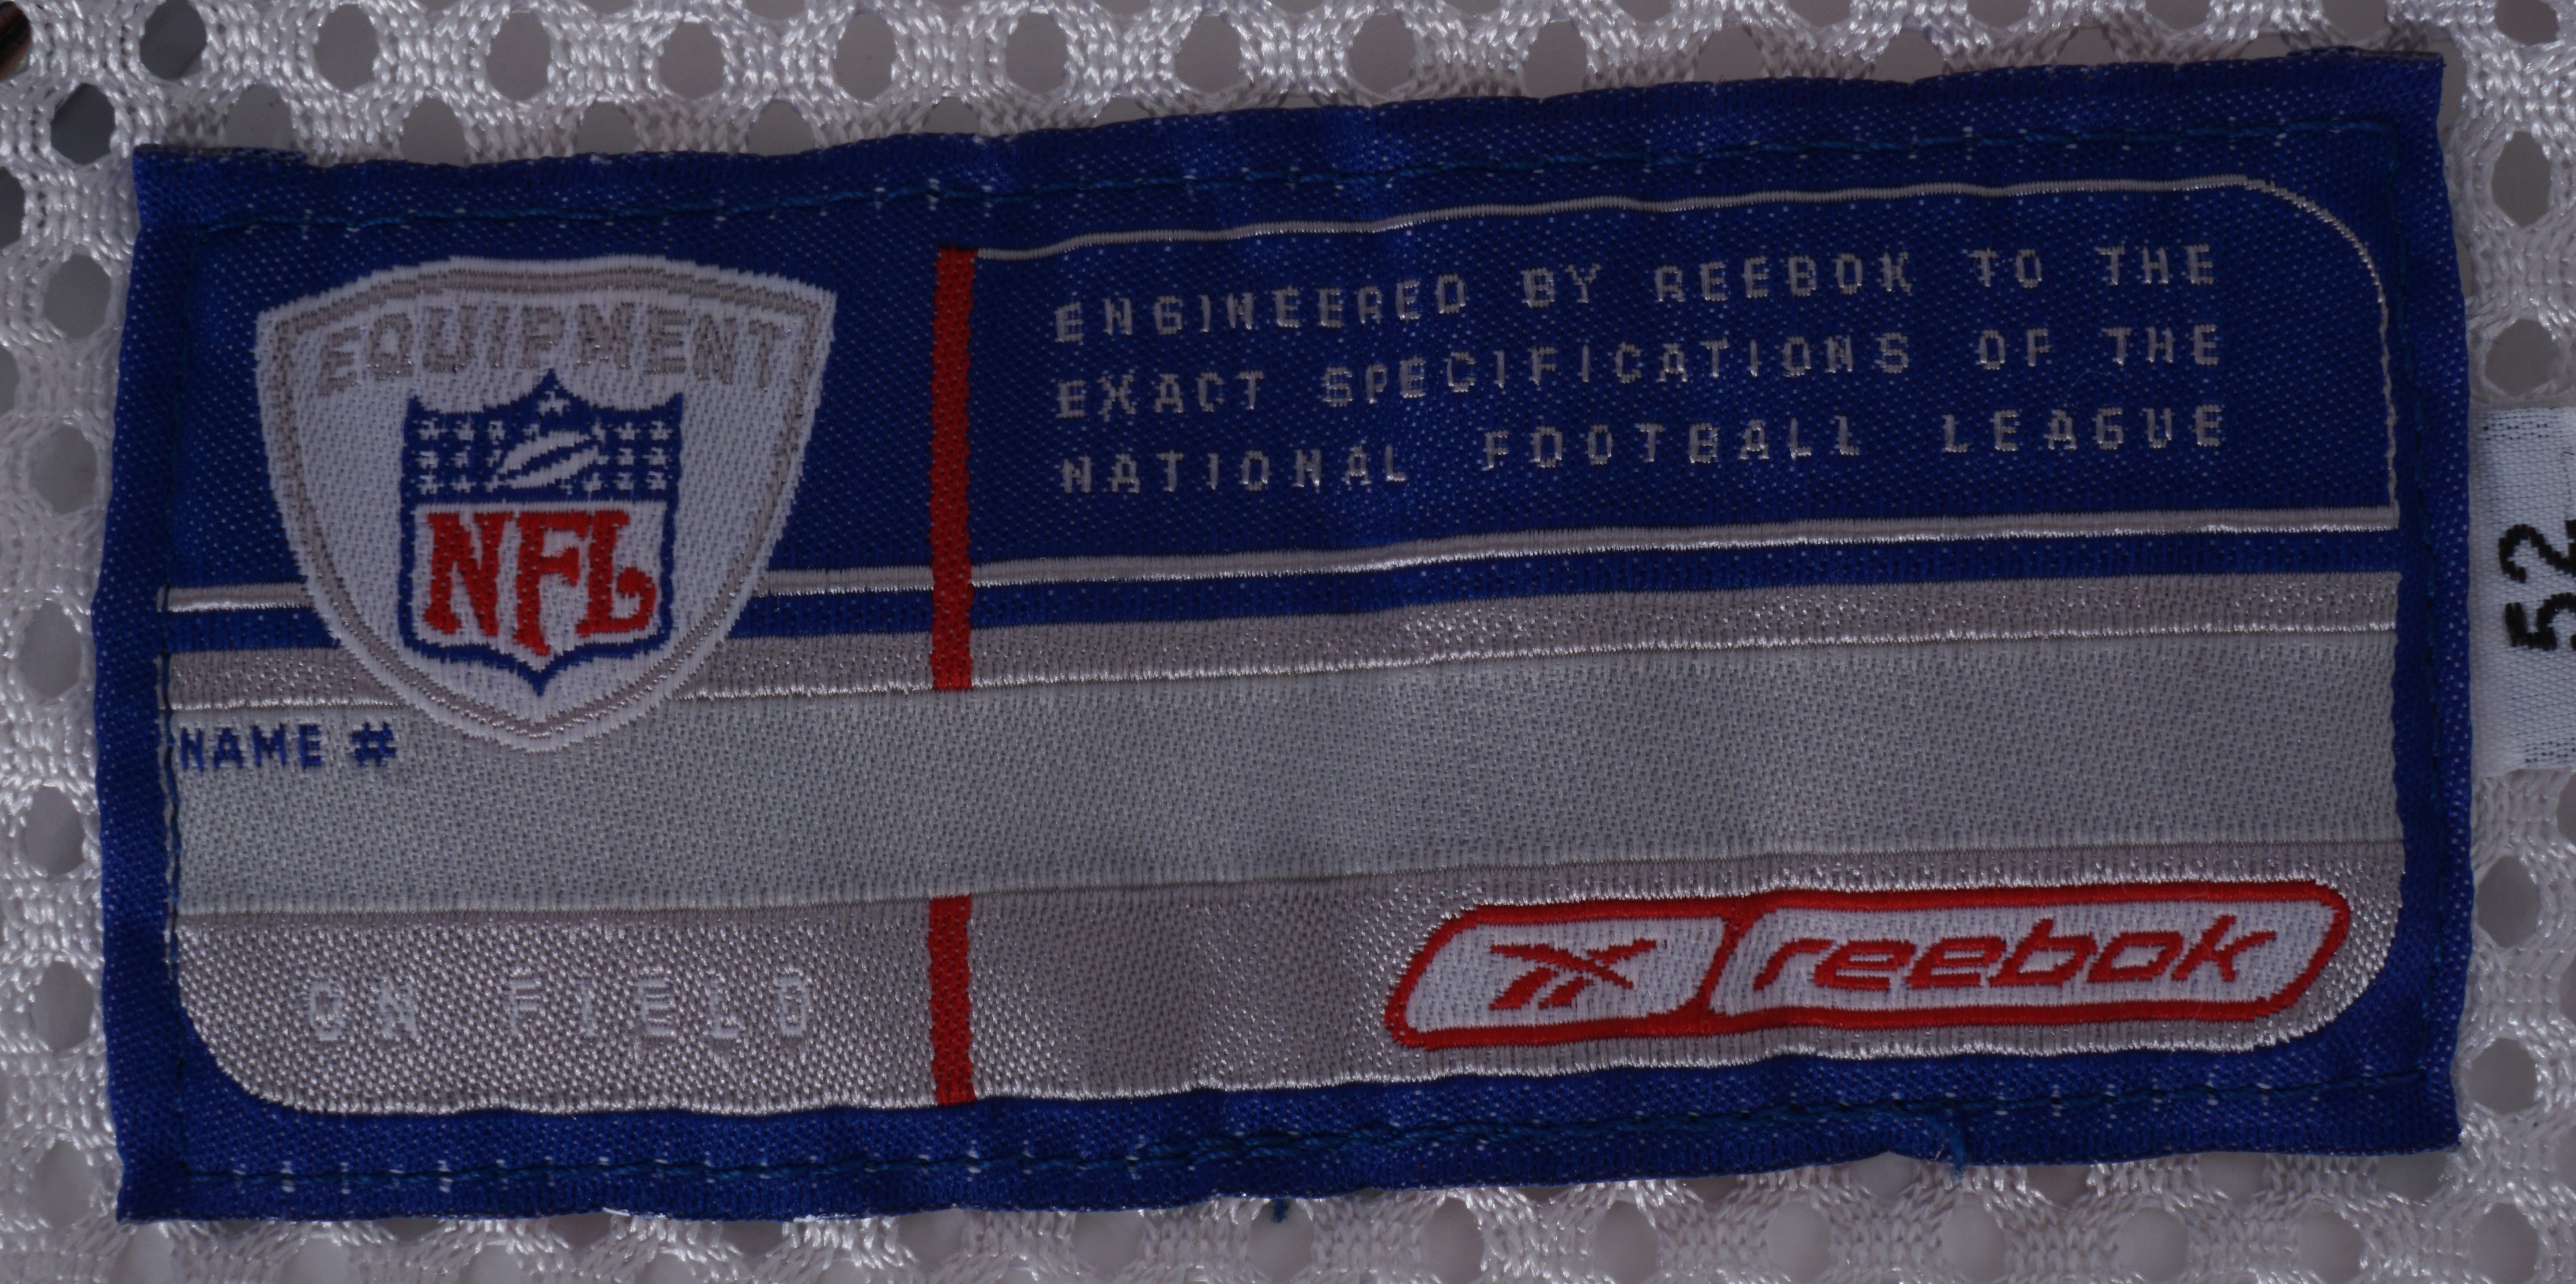 EQUIPMENT
NFL
ENGINEERED BY REEBOK TO THE
EXACT SPECIFICATIONS OF THE
NATIONAL FOOTBALL LEAGUE
NAME #
ON FIELD
reebok
52